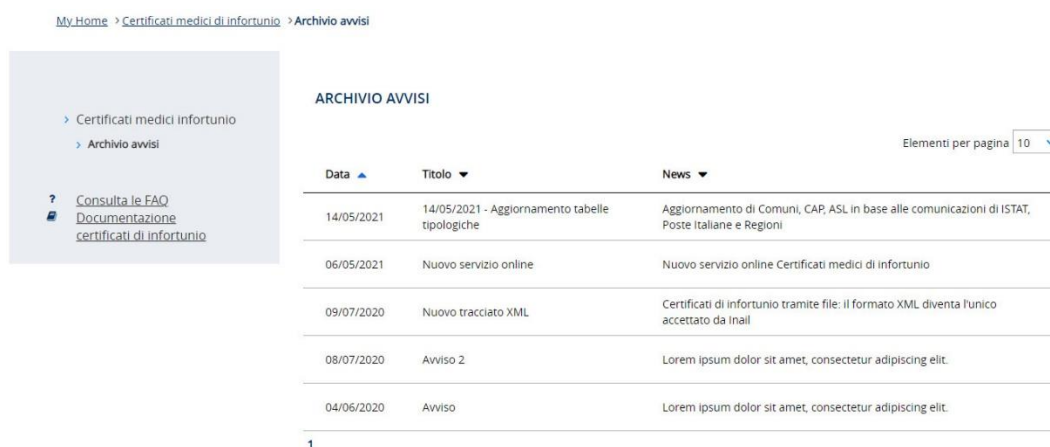 My Home > Certificati medici di infortunio > Archivio avvisi
> Certificati medici infortunio
> Archivio avvisi
? Consulta le FAQ
Documentazione
certificati di infortunio
ARCHIVIO AVVISI
Elementi per pagina 10
Data Titolo News
14/05/2021 14/05/2021 - Aggiornamento tabelle Aggiornamento di Comuni, CAP, ASL in base alle comunicazioni di ISTAT,
tipologiche Poste Italiane e Regioni
06/05/2021 Nuovo servizio online Nuovo servizio online Certificati medici di infortunio
09/07/2020 Nuovo tracciato XML Certificati di infortunio tramite file: il formato XML diventa l'unico
accettato da Inail
08/07/2020 Avviso 2 Lorem ipsum dolor sit amet, consectetur adipiscing elit.
04/06/2020 Avviso Lorem ipsum dolor sit amet, consectetur adipiscing elit.
1